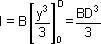 I = B [y³/3]₀ᴰ = BD³/3